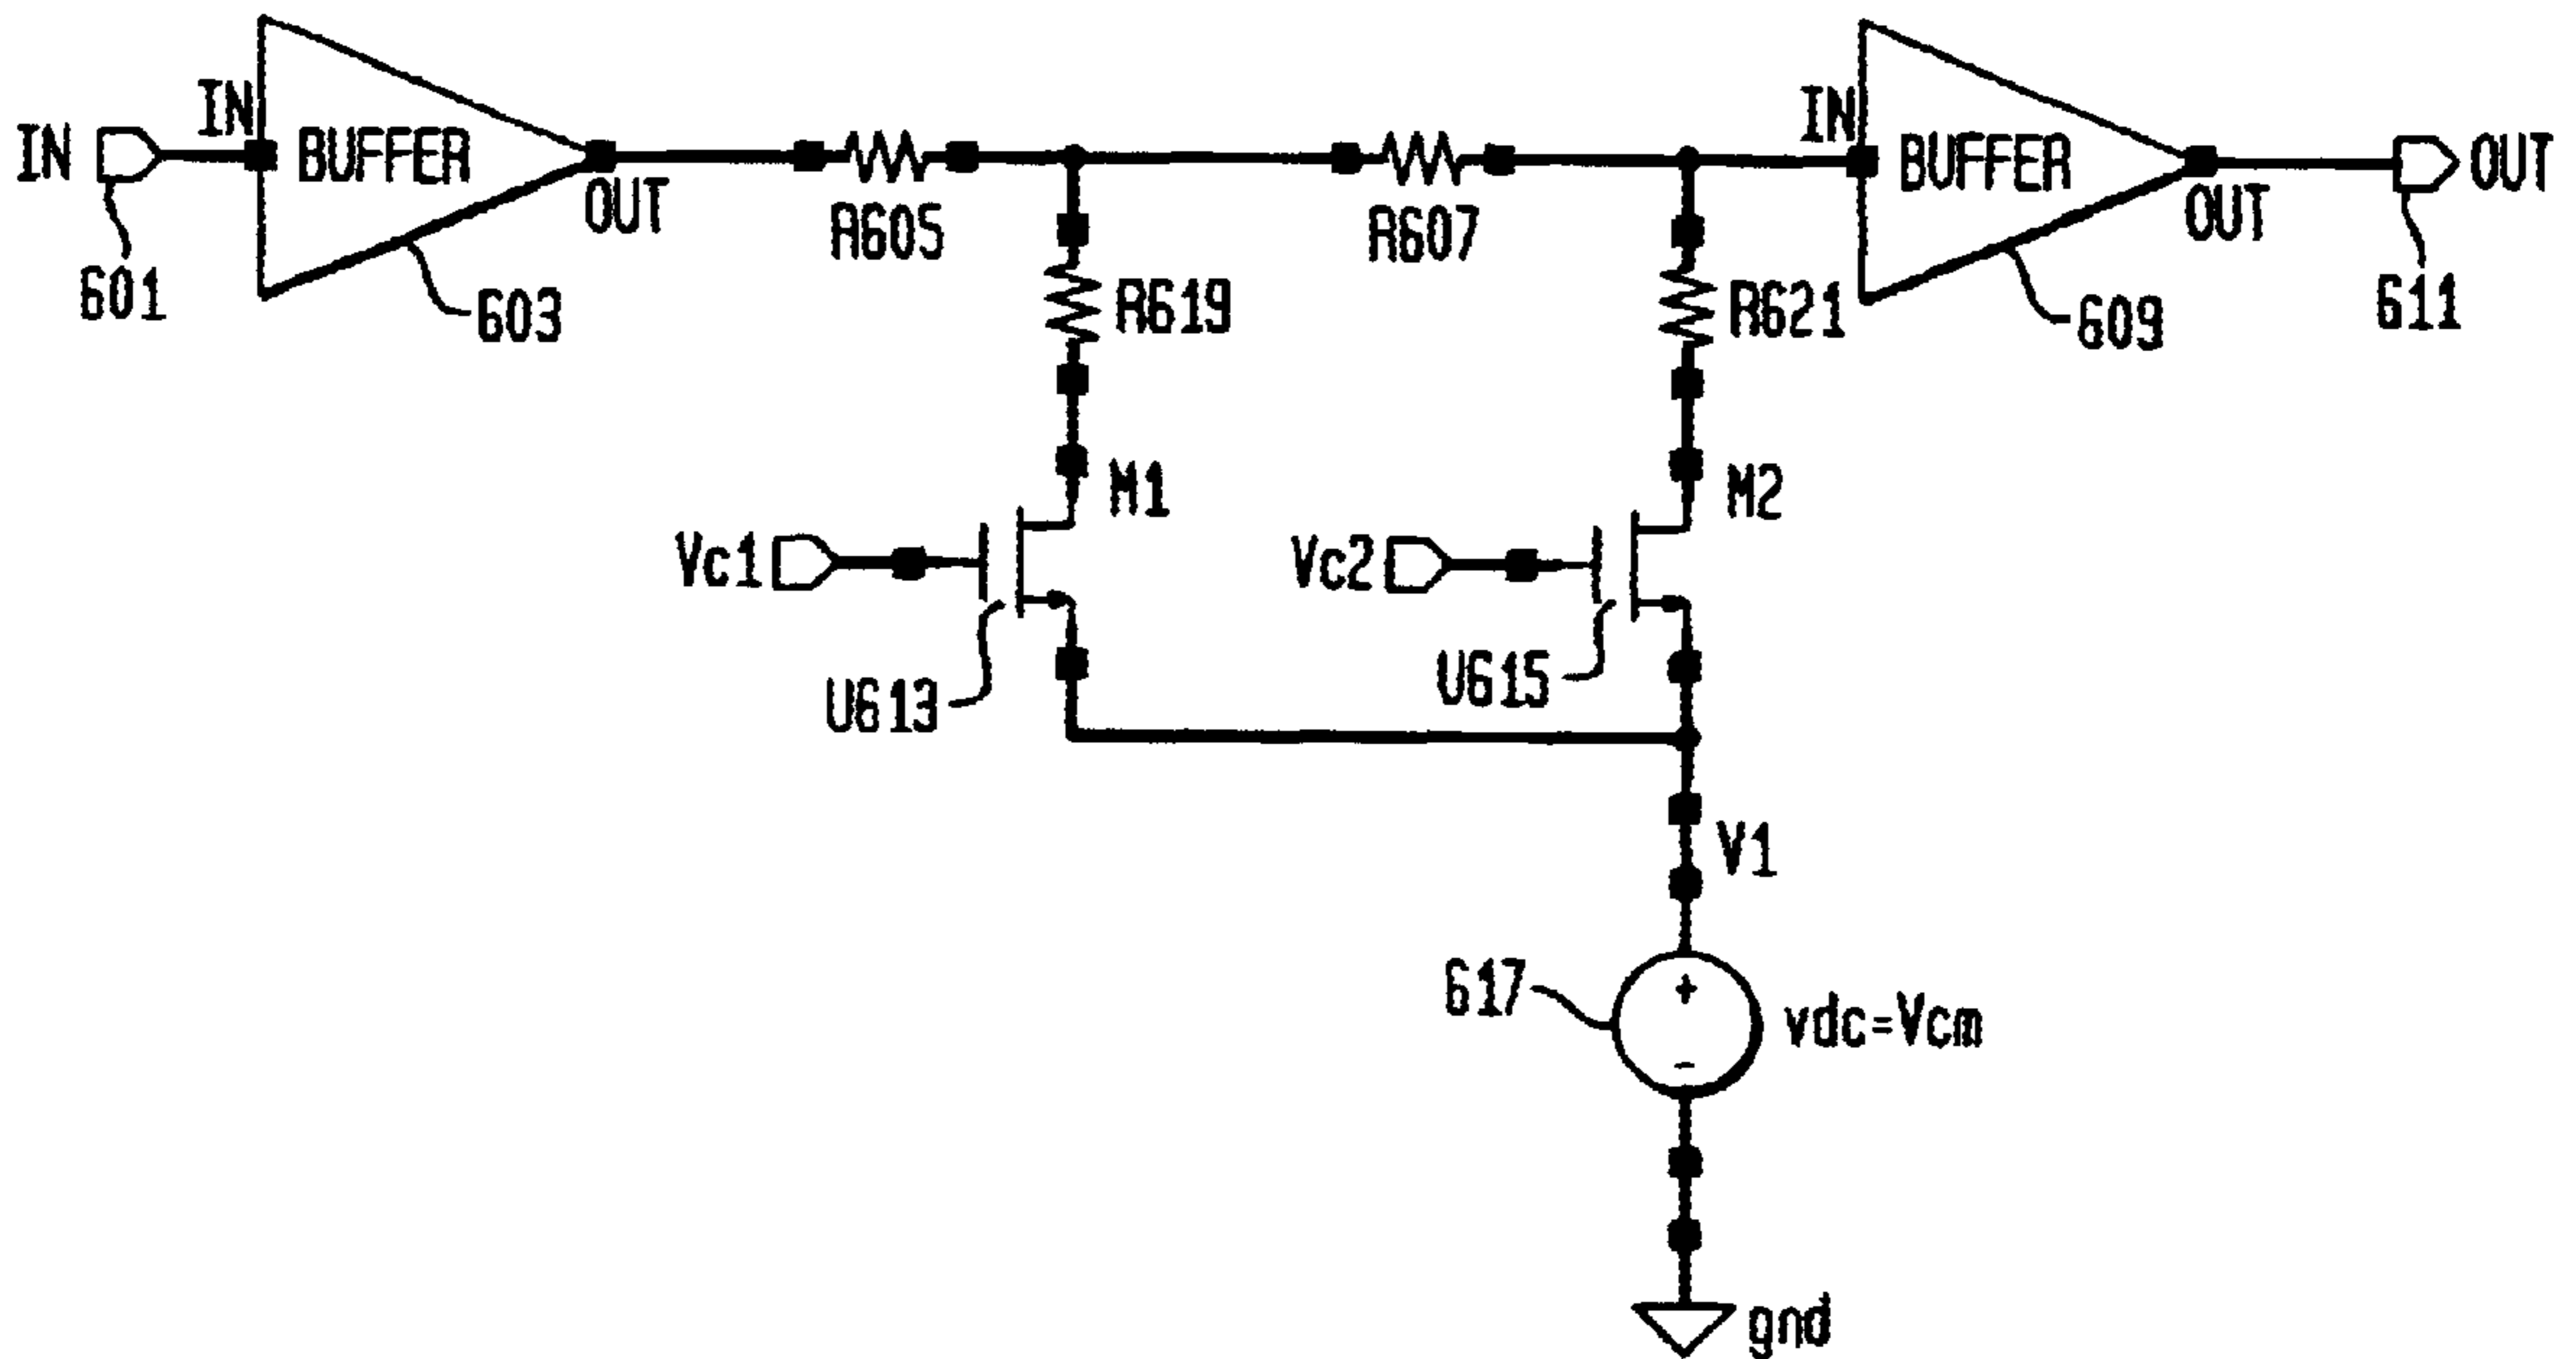 IN
IN
BUFFER
OUT
601
603
R605
R619
R607
R621
IN
BUFFER
OUT
OUT
609
611
Vc1
M1
U613
Vc2
M2
U615
V1
617
+
-
vdc=Vcm
gnd